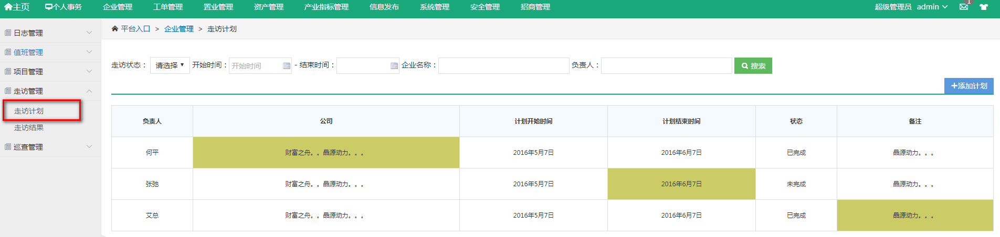 主页 个人事务 企业管理 工单管理 置业管理 资产管理 产业指标管理 信息发布 系统管理 安全管理 招商管理 超级管理员 admin 1
日志管理
值班管理
项目管理
走访管理
走访计划
走访结果
巡查管理
平台入口 > 企业管理 > 走访计划
走访状态： 请选择 开始时间： 开始时间 - 结束时间： 企业名称： 负责人： 搜索
添加计划
负责人 公司 计划开始时间 计划结束时间 状态 备注
何平 财富之舟。。晶源动力。。。 2016年5月7日 2016年6月7日 已完成 晶源动力。。。
张弛 财富之舟。。晶源动力。。。 2016年5月7日 2016年6月7日 未完成 晶源动力。。。
艾总 财富之舟。。晶源动力。。。 2016年5月7日 2016年6月7日 已完成 晶源动力。。。